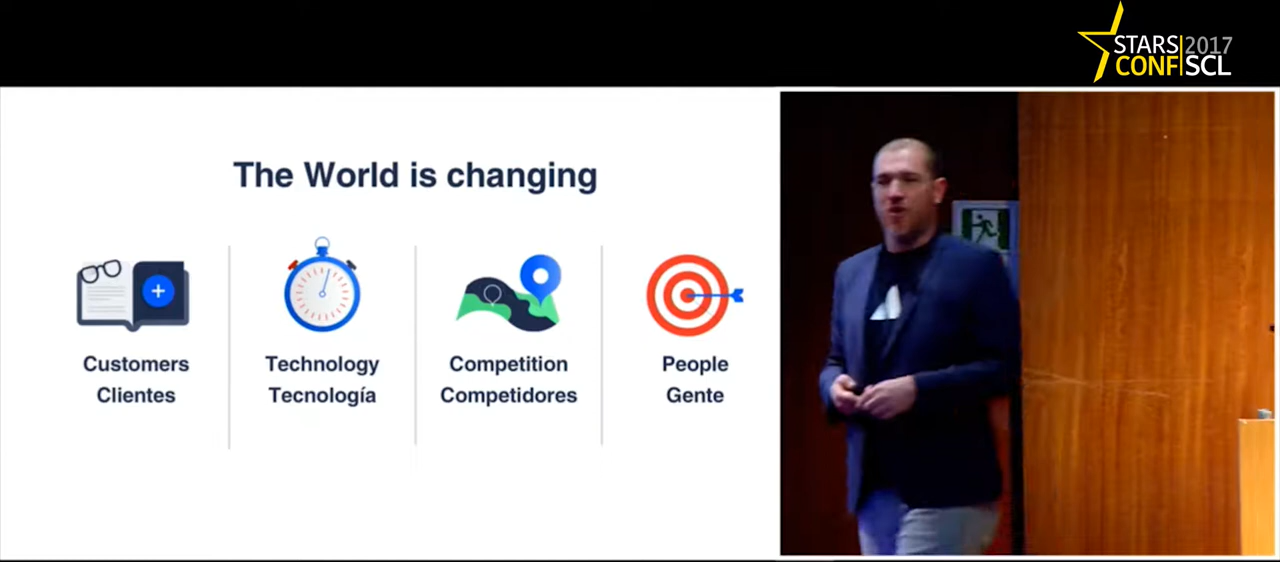 STARS 2017
CONF SCL
The World is changing
Customers
Clientes
Technology
Tecnología
Competition
Competidores
People
Gente